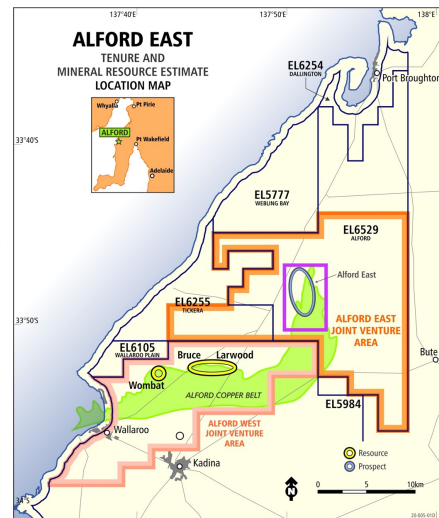 137°40'E
137°50'E
138°E
ALFORD EAST
TENURE AND
MINERAL RESOURCE ESTIMATE
LOCATION MAP
Whyalla
Pt Pirie
ALFORD
Pt Wakefield
Adelaide
EL6254
DALLINGTON
Port Broughton
33°40'S
EL5777
WEBLING BAY
EL6529
ALFORD
Alford East
EL6255
TICKERA
33°50'S
ALFORD EAST
JOINT VENTURE
AREA
EL6105
WALLAROO PLAIN
Bruce
Larwood
Wombat
Bute
ALFORD COPPER BELT
EL5984
Wallaroo
ALFORD WEST
JOINT VENTURE
AREA
Kadina
Resource
Prospect
N
0
5
10km
34°S